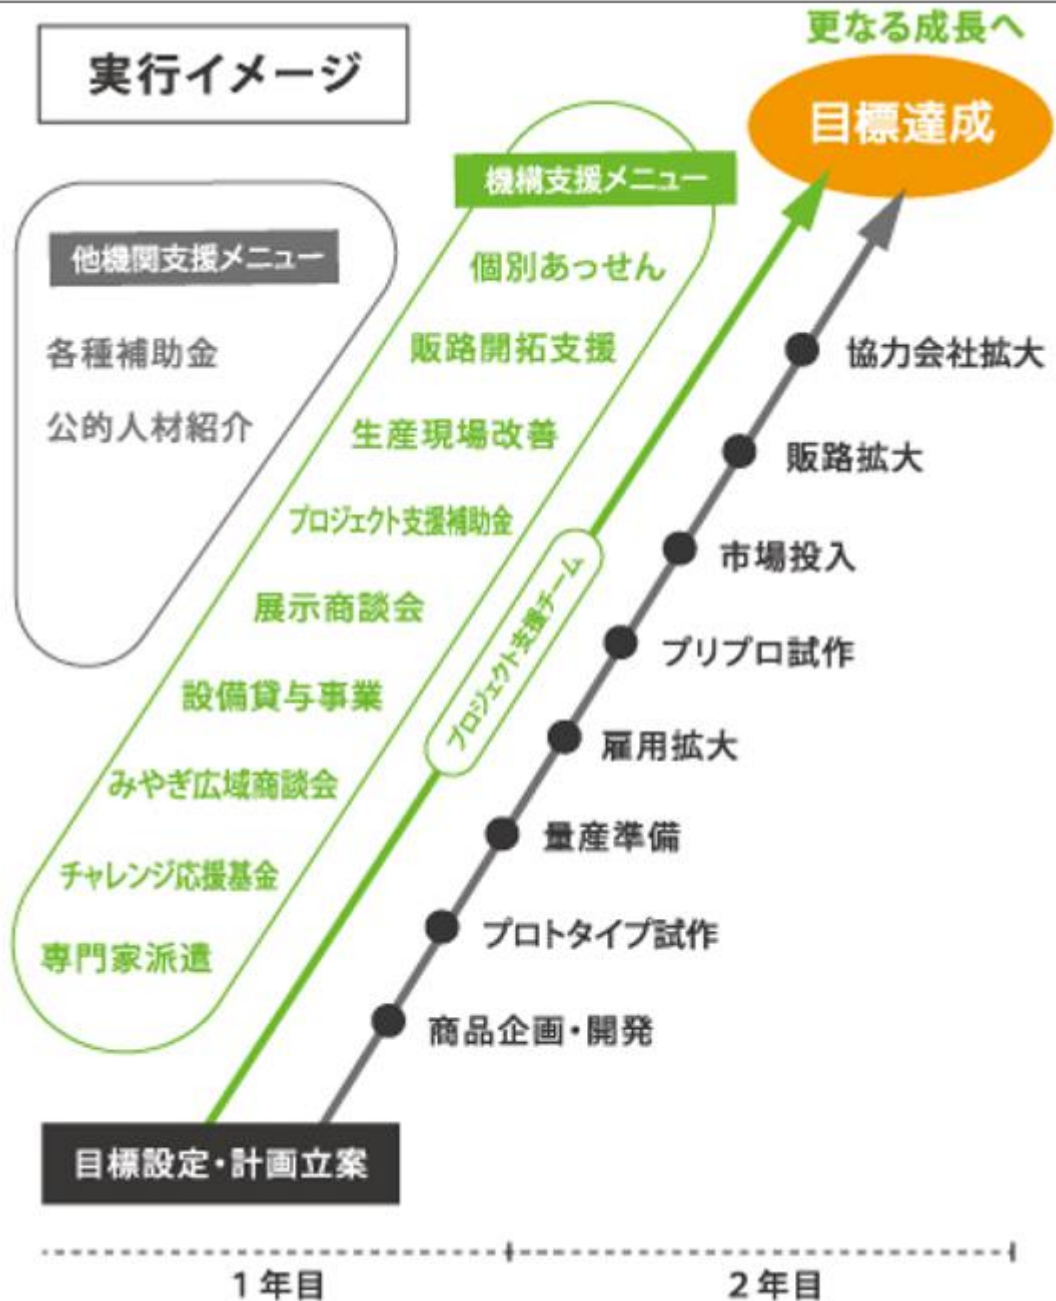 更なる成長へ
実行イメージ
目標達成
機構支援メニュー
個別あっせん
販路開拓支援
生産現場改善
プロジェクト支援補助金
展示商談会
設備貸与事業
みやぎ広域商談会
チャレンジ応援基金
専門家派遣
他機関支援メニュー
各種補助金
公的人材紹介
プロジェクト支援チーム
協力会社拡大
販路拡大
市場投入
プリプロ試作
雇用拡大
量産準備
プロトタイプ試作
商品企画・開発
目標設定・計画立案
1年目
2年目